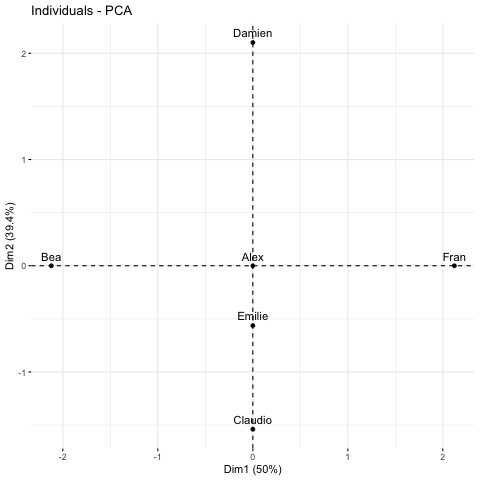 Individuals - PCA
Damien
2
1
Dim2 (39.4%)
Bea
Alex
Fran
0
Emilie
-1
Claudio
-2
-1
0
1
2
Dim1 (50%)